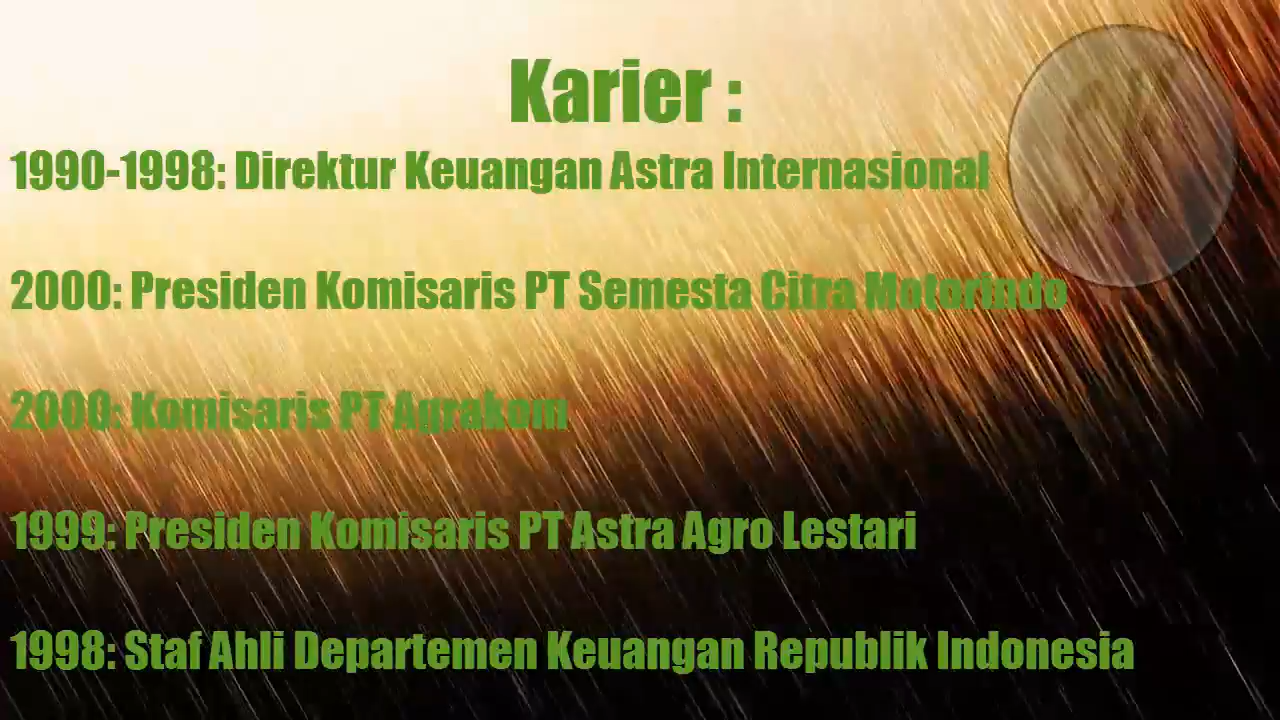 Karier :
1990-1998: Direktur Keuangan Astra Internasional
2000: Presiden Komisaris PT Semesta Citra Motorindo
2000: Komisaris PT Agrakom
1999: Presiden Komisaris PT Astra Agro Lestari
1998: Staf Ahli Departemen Keuangan Republik Indonesia